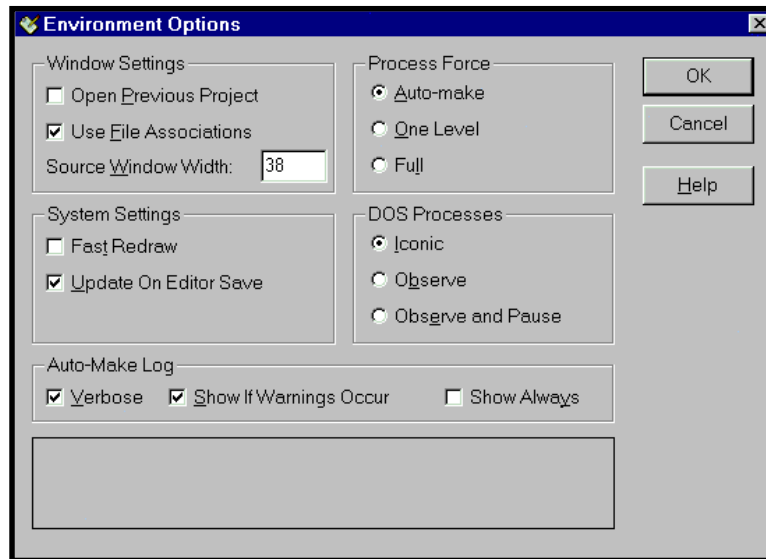 Environment Options
Window Settings
Open Previous Project
Use File Associations
Source Window Width: 38
Process Force
Auto-make
One Level
Full
OK
Cancel
Help
System Settings
Fast Redraw
Update On Editor Save
DOS Processes
Iconic
Observe
Observe and Pause
Auto-Make Log
Verbose Show If Warnings Occur Show Always